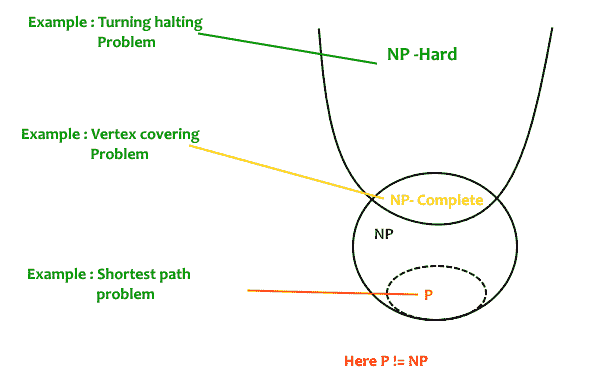 Example : Turning halting
Problem
NP -Hard
Example : Vertex covering
Problem
NP- Complete
NP
Example : Shortest path
problem
P
Here P != NP